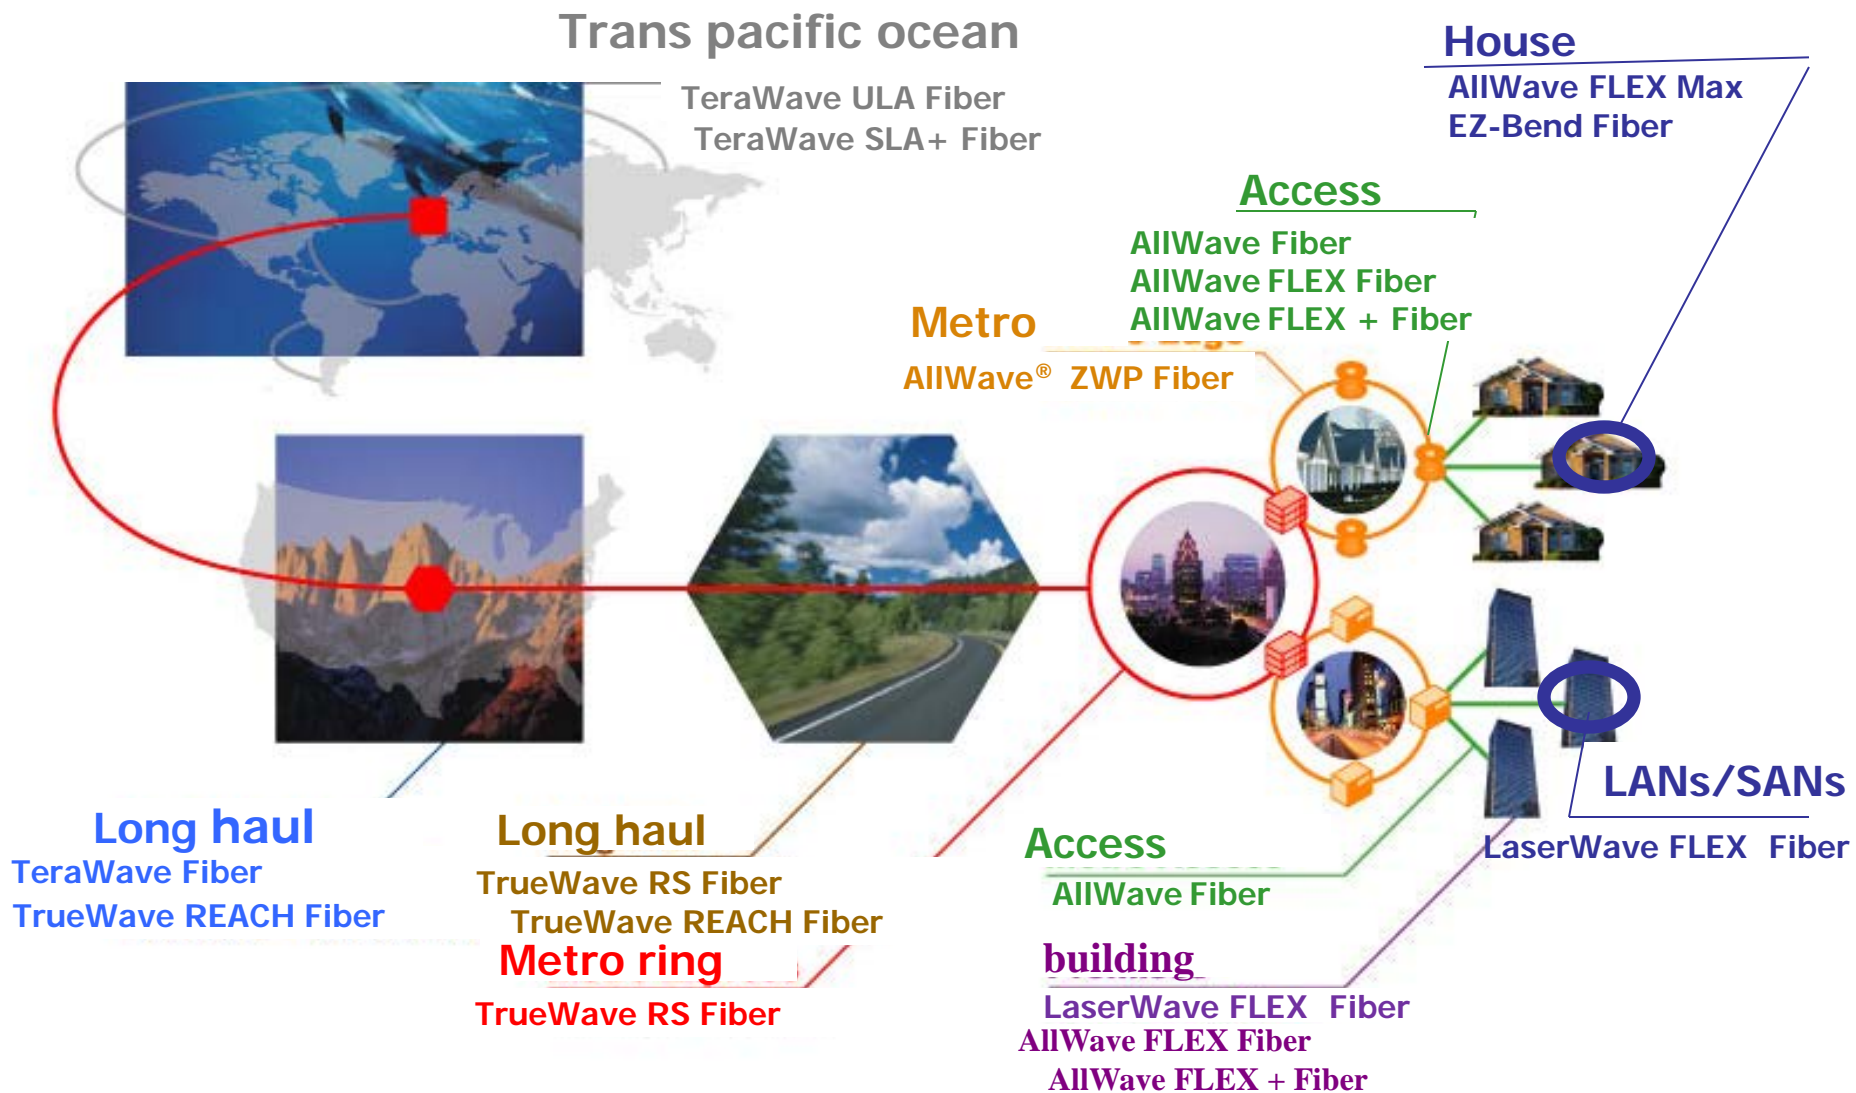 Trans pacific ocean
TeraWave ULA Fiber
TeraWave SLA+ Fiber
House
AllWave FLEX Max
EZ-Bend Fiber
Access
AllWave Fiber
AllWave FLEX Fiber
AllWave FLEX + Fiber
Metro
AllWave® ZWP Fiber
Long haul
TeraWave Fiber
TrueWave REACH Fiber
Long haul
TrueWave RS Fiber
TrueWave REACH Fiber
Metro ring
TrueWave RS Fiber
Access
AllWave Fiber
building
LaserWave FLEX Fiber
AllWave FLEX Fiber
AllWave FLEX + Fiber
LANs/SANs
LaserWave FLEX Fiber